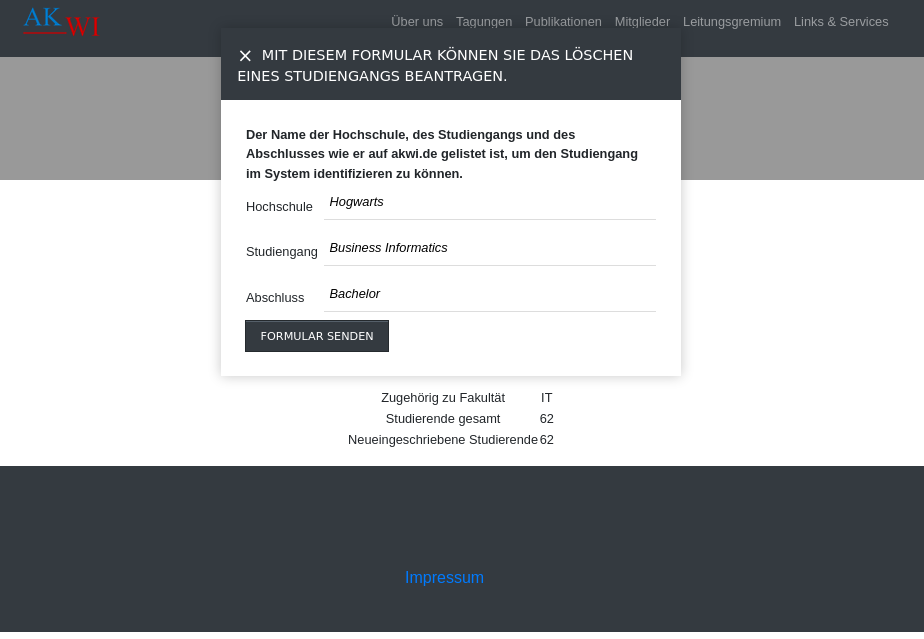 AK
WI
Über uns Tagungen Publikationen Mitglieder Leitungsgremium Links & Services
× MIT DIESEM FORMULAR KÖNNEN SIE DAS LÖSCHEN
EINES STUDIENGANGS BEANTRAGEN.
Der Name der Hochschule, des Studiengangs und des
Abschlusses wie er auf akwi.de gelistet ist, um den Studiengang
im System identifizieren zu können.
Hochschule Hogwarts
Studiengang Business Informatics
Abschluss Bachelor
FORMULAR SENDEN
Zugehörig zu Fakultät IT
Studierende gesamt 62
Neueingeschriebene Studierende 62
Impressum